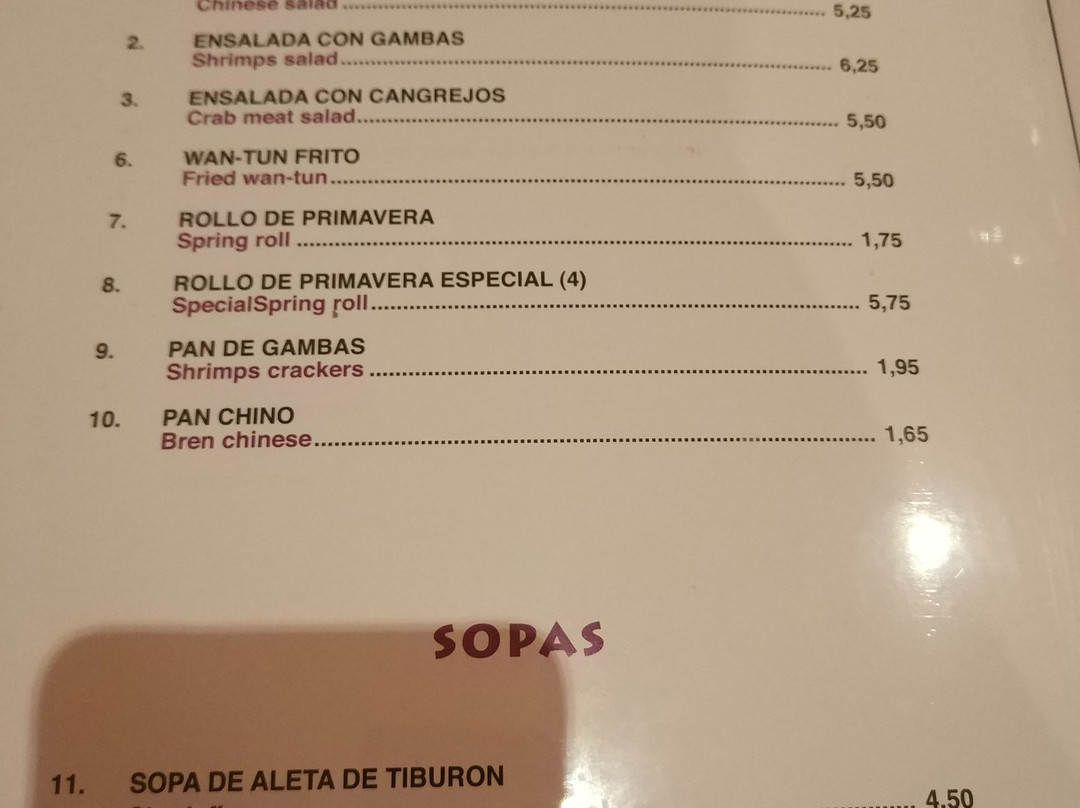 Chinese salad ........ 5,25
2. ENSALADA CON GAMBAS
Shrimps salad ........ 6,25
3. ENSALADA CON CANGREJOS
Crab meat salad ........ 5,50
6. WAN-TUN FRITO
Fried wan-tun ........ 5,50
7. ROLLO DE PRIMAVERA
Spring roll ........ 1,75
8. ROLLO DE PRIMAVERA ESPECIAL (4)
SpecialSpring roll ........ 5,75
9. PAN DE GAMBAS
Shrimps crackers ........ 1,95
10. PAN CHINO
Bren chinese ........ 1,65
SOPAS
11. SOPA DE ALETA DE TIBURON
........ 4,50